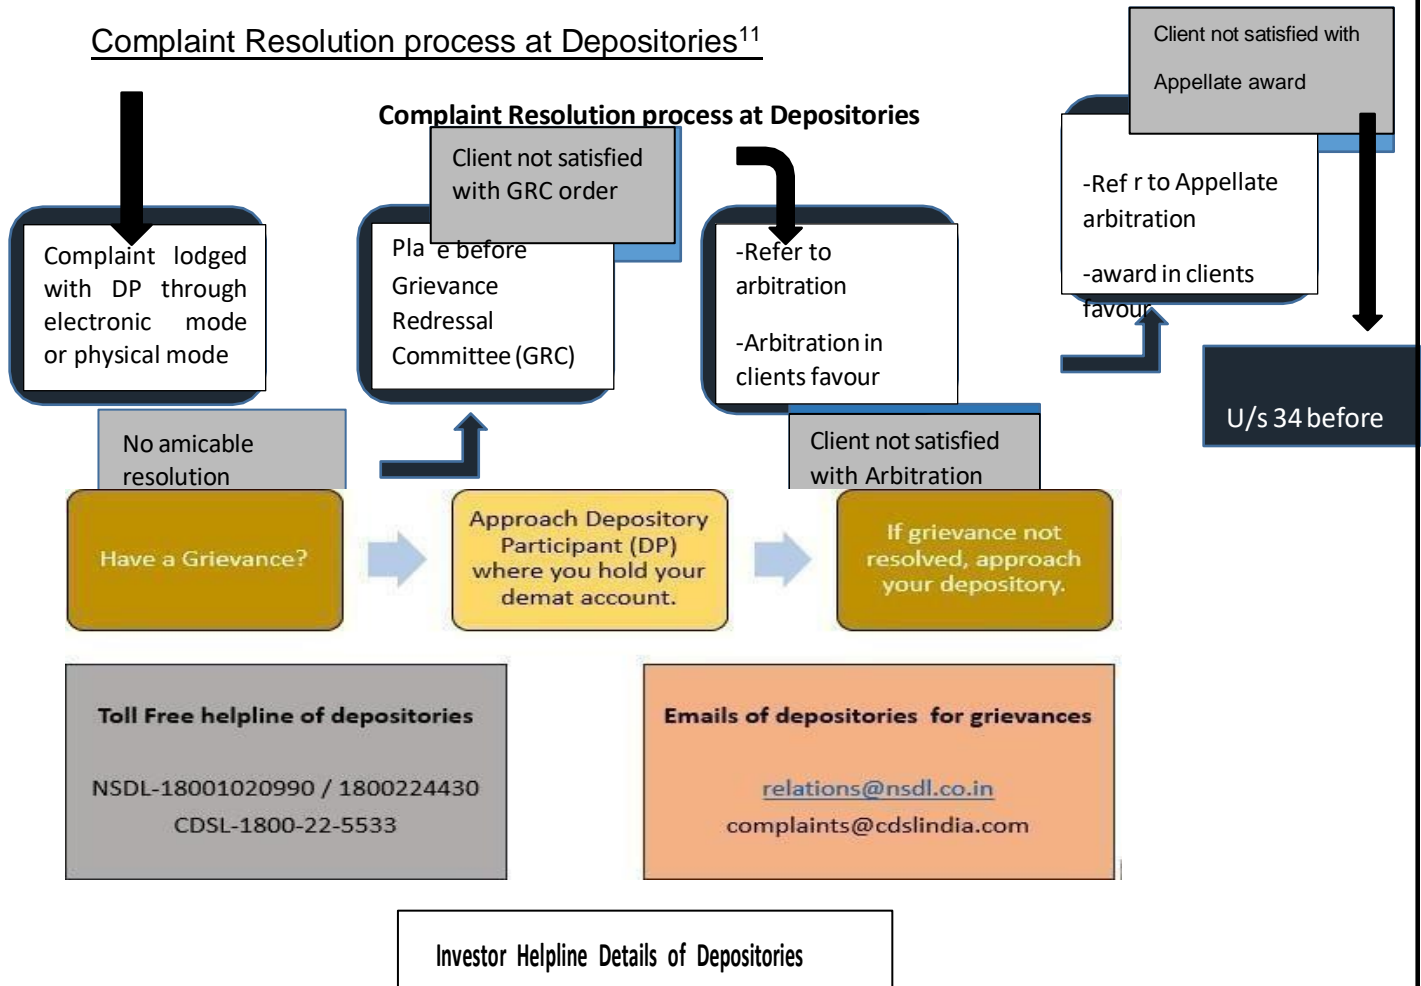 Complaint Resolution process at Depositories11
Complaint Resolution process at Depositories
Complaint lodged
with DP through
electronic mode
or physical mode
No amicable
resolution
Client not satisfied
with GRC order
Pla e before
Grievance
Redressal
Committee (GRC)
-Refer to
arbitration
-Arbitration in
clients favour
Client not satisfied
with Arbitration
Client not satisfied with
Appellate award
-Ref r to Appellate
arbitration
-award in clients
favour
U/s 34 before
Have a Grievance?
Approach Depository
Participant (DP)
where you hold your
demat account.
If grievance not
resolved, approach
your depository.
Toll Free helpline of depositories
NSDL-18001020990 / 1800224430
CDSL-1800-22-5533
Emails of depositories for grievances
relations@nsdl.co.in
complaints@cdslindia.com
Investor Helpline Details of Depositories